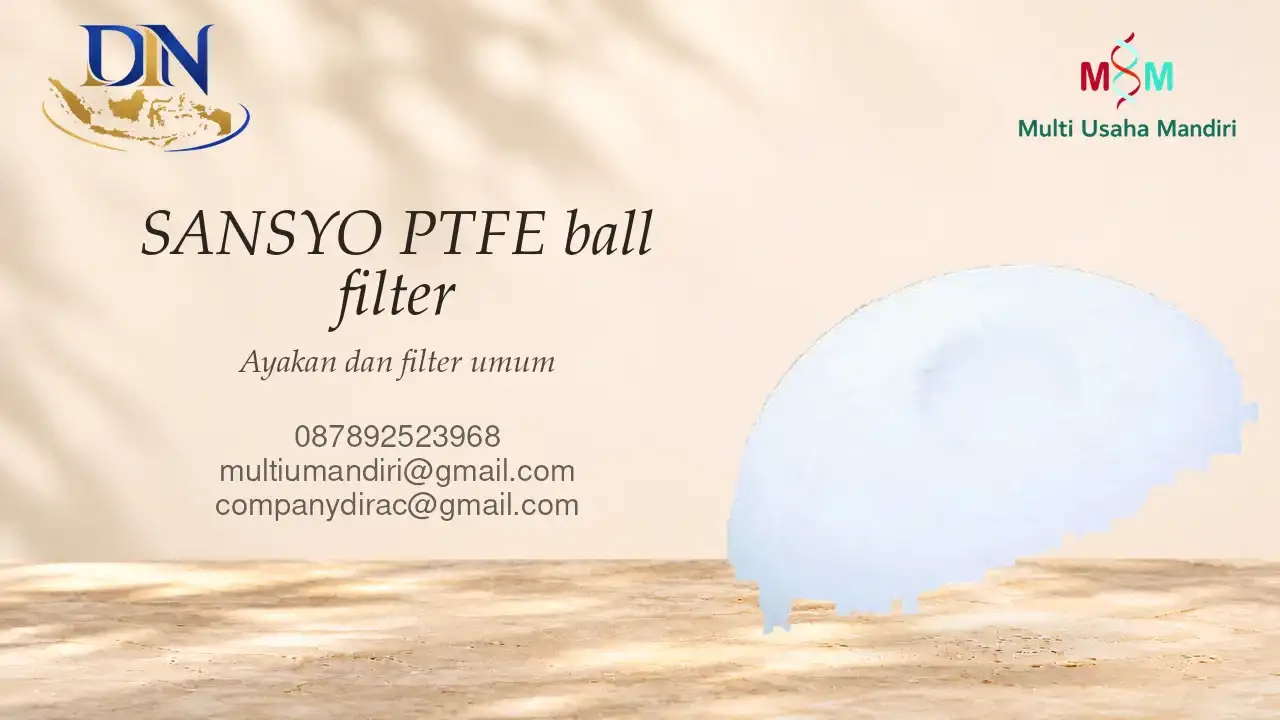 DN
MSM
Multi Usaha Mandiri
SANSYO PTFE ball
filter
Ayakan dan filter umum
087892523968
multiumandiri@gmail.com
companydirac@gmail.com